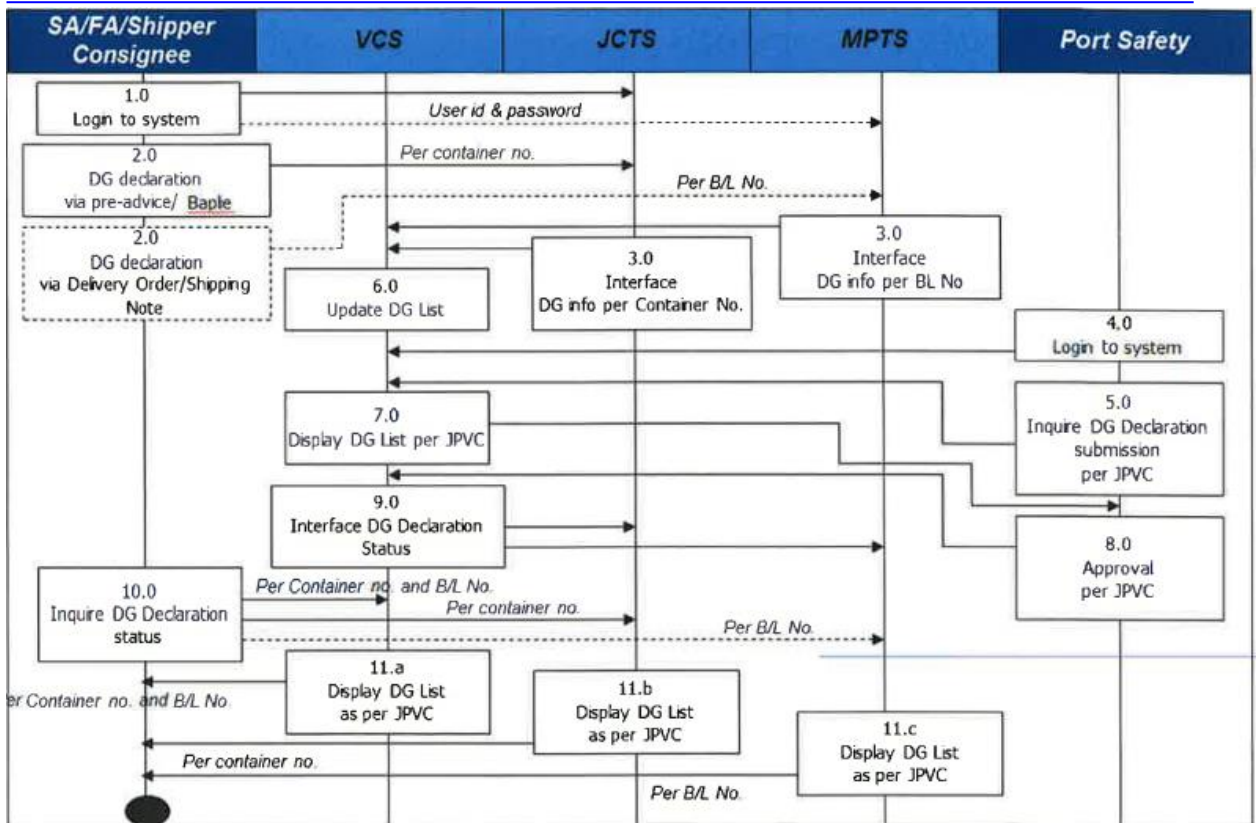 SA/FA/Shipper
Consignee
VCS
JCTS
MPTS
Port Safety
1.0
Login to system
User id & password
2.0
DG declaration
via pre-advice/ Baplie
Per container no.
Per B/L No.
2.0
DG declaration
via Delivery Order/Shipping
Note
3.0
Interface
DG info per BL No
3.0
Interface
DG info per Container No.
6.0
Update DG List
4.0
Login to system
5.0
Inquire DG Declaration
submission
per JPVC
7.0
Display DG List per JPVC
9.0
Interface DG Declaration
Status
8.0
Approval
per JPVC
10.0
Inquire DG Declaration
status
Per Container no. and B/L No.
Per container no.
Per B/L No.
11.a
Display DG List
as per JPVC
er Container no. and B/L No
11.b
Display DG List
as per JPVC
11.c
Display DG List
as per JPVC
Per container no.
Per B/L No.